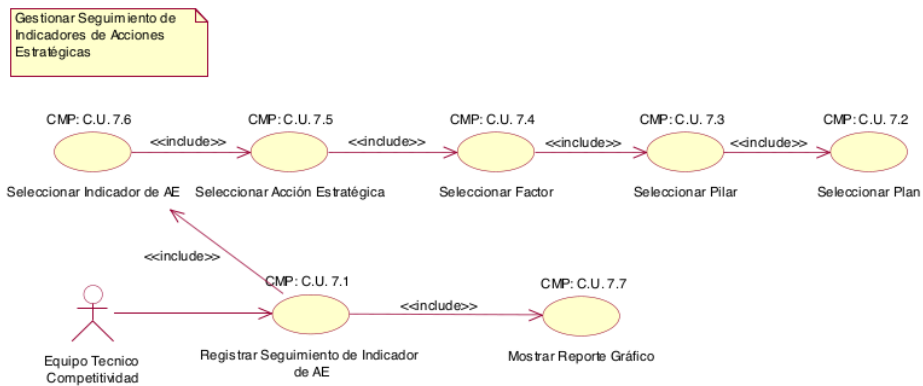 Gestionar Seguimiento de
Indicadores de Acciones
Estratégicas
CMP: C.U. 7.6
CMP: C.U. 7.5
CMP: C.U. 7.4
CMP: C.U. 7.3
CMP: C.U. 7.2
<<include>>
<<include>>
<<include>>
<<include>>
Seleccionar Indicador de AE
Seleccionar Acción Estratégica
Seleccionar Factor
Seleccionar Pilar
Seleccionar Plan
<<include>>
CMP: C.U. 7.1
CMP: C.U. 7.7
<<include>>
Equipo Tecnico
Competitividad
Registrar Seguimiento de Indicador
de AE
Mostrar Reporte Gráfico